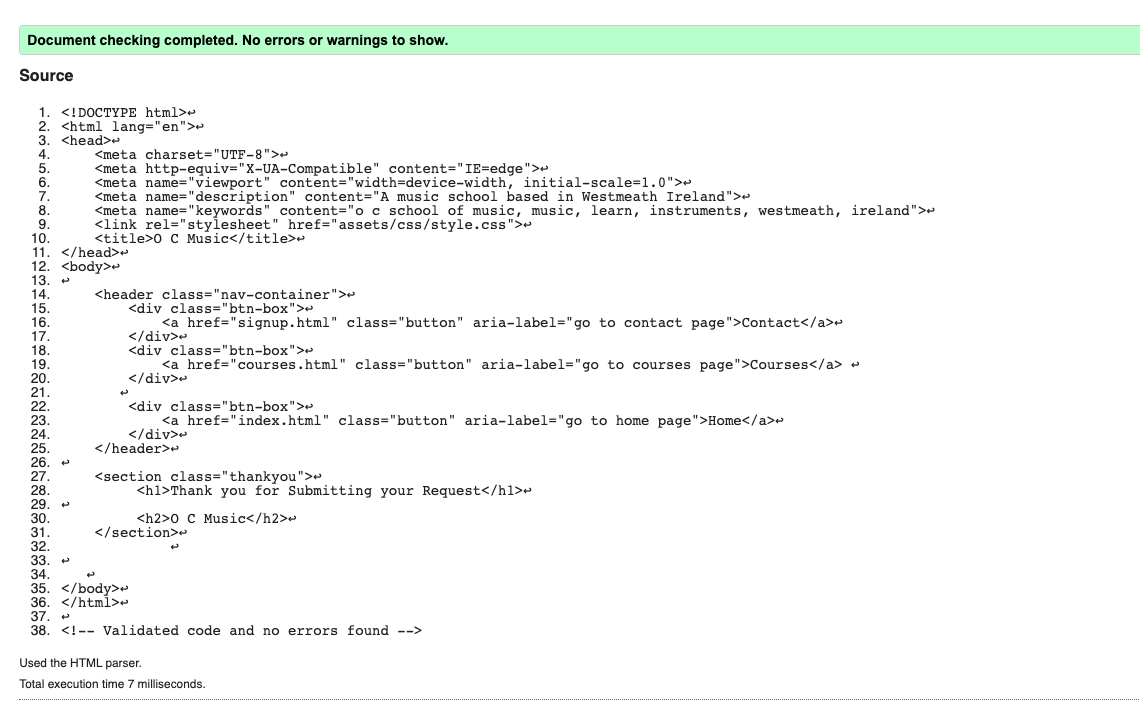 Document checking completed. No errors or warnings to show.
Source
1. <!DOCTYPE html>↩
2. <html lang="en">↩
3. <head>↩
4.     <meta charset="UTF-8">↩
5.     <meta http-equiv="X-UA-Compatible" content="IE=edge">↩
6.     <meta name="viewport" content="width=device-width, initial-scale=1.0">↩
7.     <meta name="description" content="A music school based in Westmeath Ireland">↩
8.     <meta name="keywords" content="o c school of music, music, learn, instruments, westmeath, ireland">↩
9.     <link rel="stylesheet" href="assets/css/style.css">↩
10.     <title>O C Music</title>↩
11. </head>↩
12. <body>↩
13. ↩
14.     <header class="nav-container">↩
15.         <div class="btn-box">↩
16.             <a href="signup.html" class="button" aria-label="go to contact page">Contact</a>↩
17.         </div>↩
18.         <div class="btn-box">↩
19.             <a href="courses.html" class="button" aria-label="go to courses page">Courses</a> ↩
20.         </div>↩
21.        ↩
22.         <div class="btn-box">↩
23.             <a href="index.html" class="button" aria-label="go to home page">Home</a>↩
24.         </div>↩
25.     </header>↩
26. ↩
27.     <section class="thankyou">↩
28.          <h1>Thank you for Submitting your Request</h1>↩
29. ↩
30.          <h2>O C Music</h2>↩
31.     </section>↩
32.              ↩
33. ↩
34.    ↩
35. </body>↩
36. </html>↩
37. ↩
38. <!-- Validated code and no errors found -->
Used the HTML parser.
Total execution time 7 milliseconds.